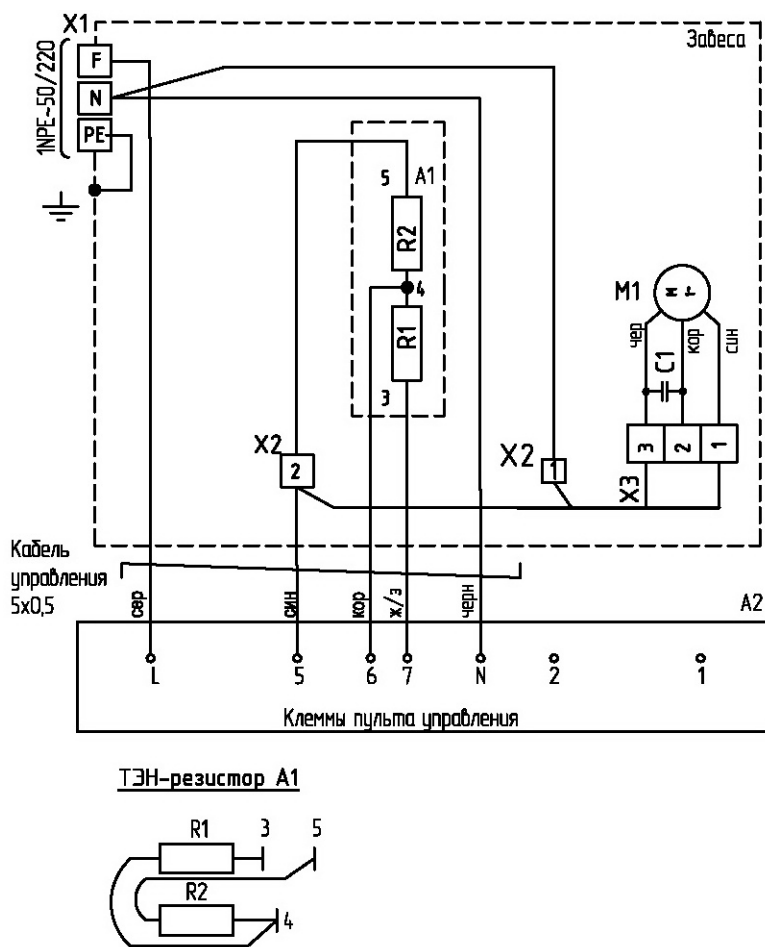 X1
Завеса
F
N
PE
1NPE~50/220
5
A1
R2
4
R1
3
M1
M
чер
кор
син
C1
X2
2
X2
1
3
2
1
X3
Кабель
управления
5x0,5
сер
син
кор
ж/з
черн
A2
L
5
6
7
N
2
1
Клеммы пульта управления
ТЭН-резистор A1
R1
3
5
R2
4